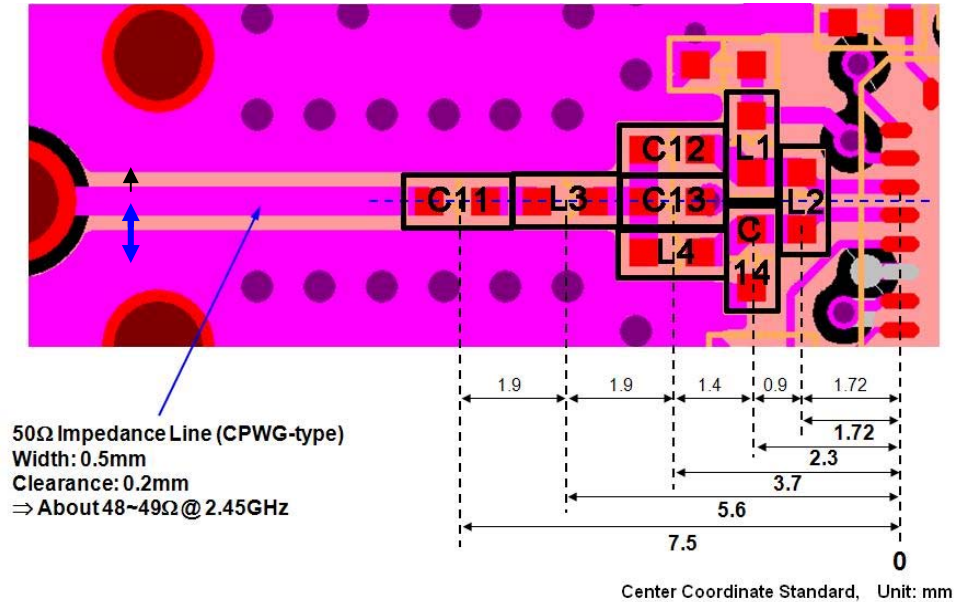 C12
L1
C11
L3
C13
L2
C
L4
14
1.9
1.9
1.4
0.9
1.72
50Ω Impedance Line (CPWG-type)
Width: 0.5mm
Clearance: 0.2mm
⇒ About 48~49Ω @ 2.45GHz
1.72
2.3
3.7
5.6
7.5
0
Center Coordinate Standard, Unit: mm